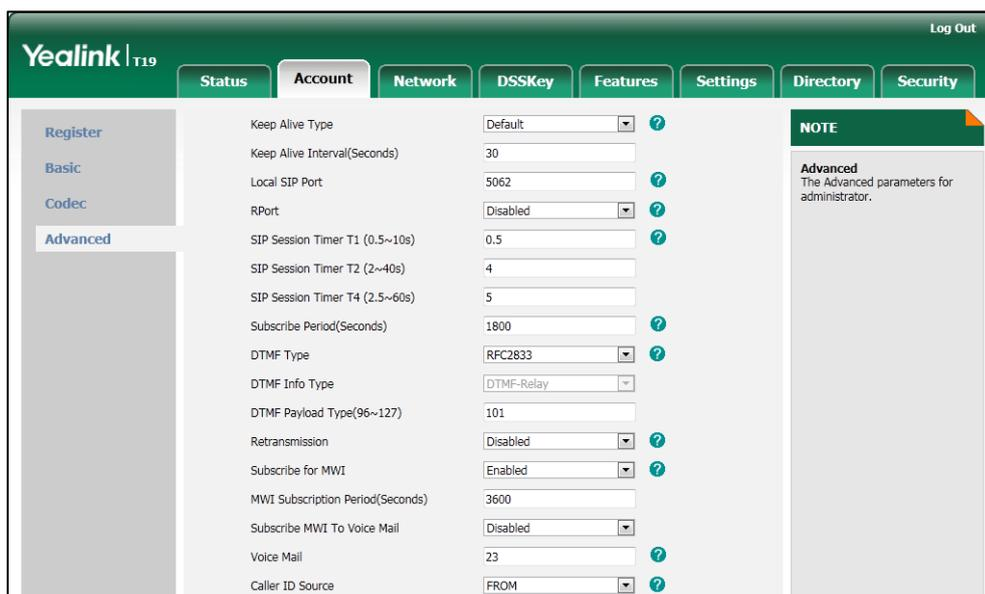 Log Out
Yealink T19
Status Account Network DSSKey Features Settings Directory Security
Register
Basic
Codec
Advanced
Keep Alive Type Default ?
Keep Alive Interval(Seconds) 30
Local SIP Port 5062 ?
RPort Disabled ?
SIP Session Timer T1 (0.5~10s) 0.5 ?
SIP Session Timer T2 (2~40s) 4
SIP Session Timer T4 (2.5~60s) 5
Subscribe Period(Seconds) 1800 ?
DTMF Type RFC2833 ?
DTMF Info Type DTMF-Relay
DTMF Payload Type(96~127) 101
Retransmission Disabled ?
Subscribe for MWI Enabled ?
MWI Subscription Period(Seconds) 3600
Subscribe MWI To Voice Mail Disabled
Voice Mail 23 ?
Caller ID Source FROM ?
NOTE
Advanced
The Advanced parameters for
administrator.